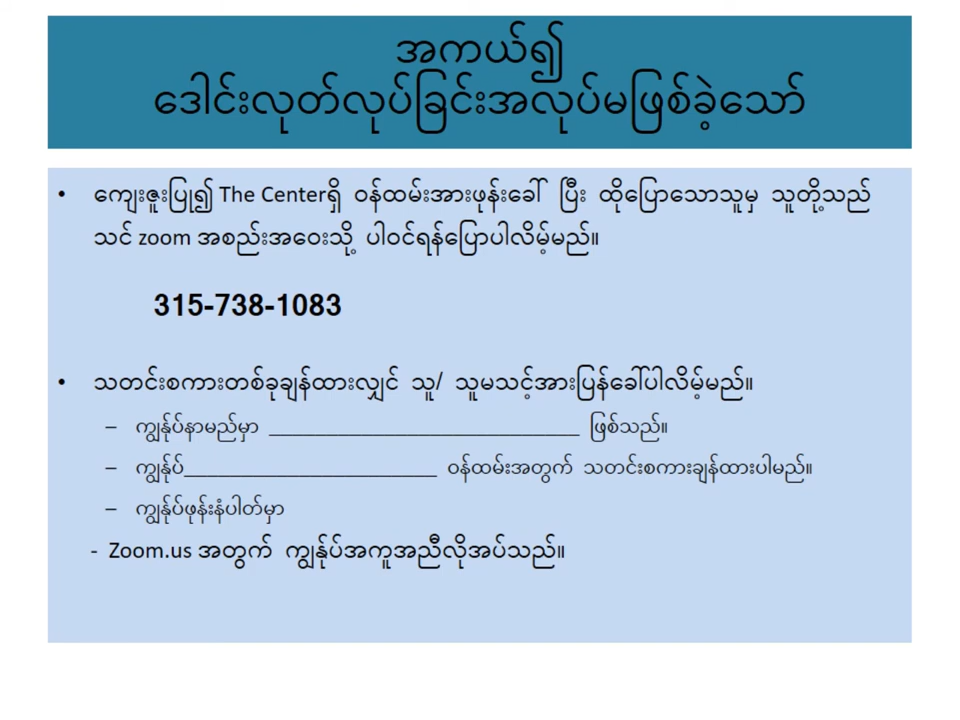 အကယ်၍
ဒေါင်းလုတ်လုပ်ခြင်းအလုပ်မဖြစ်ခဲ့သော်
• ကျေးဇူးပြု၍ The Centerရှိ ဝန်ထမ်းအားဖုန်းခေါ် ပြီး ထိုပြောသောသူမှ သူတို့သည်
သင် zoom အစည်းအဝေးသို့ ပါဝင်ရန်ပြောပါလိမ့်မည်။
315-738-1083
• သတင်းစကားတစ်ခုချန်ထားလျှင် သူ/ သူမသင့်အားပြန်ခေါ်ပါလိမ့်မည်။
– ကျွန်ုပ်နာမည်မှာ ___________________________ ဖြစ်သည်။
– ကျွန်ုပ်______________________ ဝန်ထမ်းအတွက် သတင်းစကားချန်ထားပါမည်။
– ကျွန်ုပ်ဖုန်းနံပါတ်မှာ
- Zoom.us အတွက် ကျွန်ုပ်အကူအညီလိုအပ်သည်။